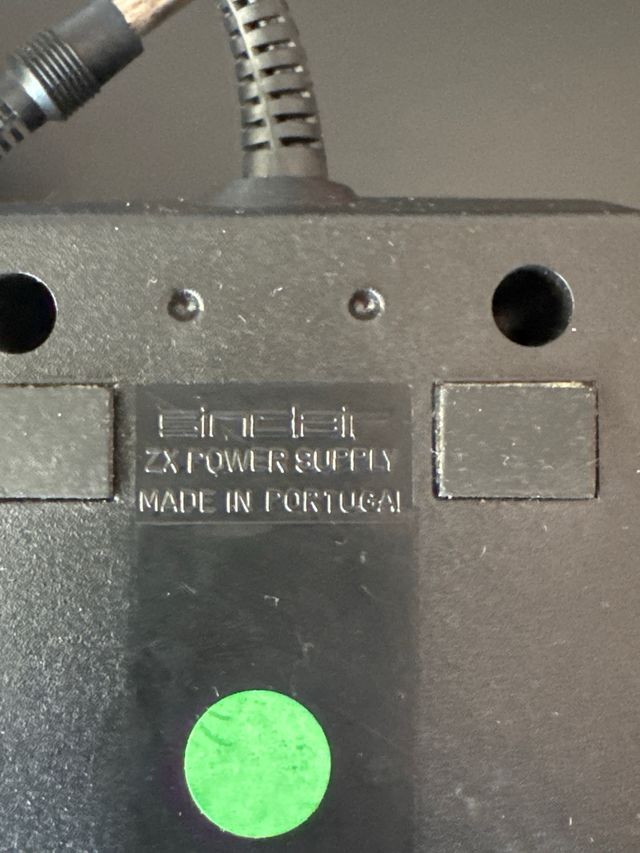 sinclair
ZX POWER SUPPLY
MADE IN PORTUGAL